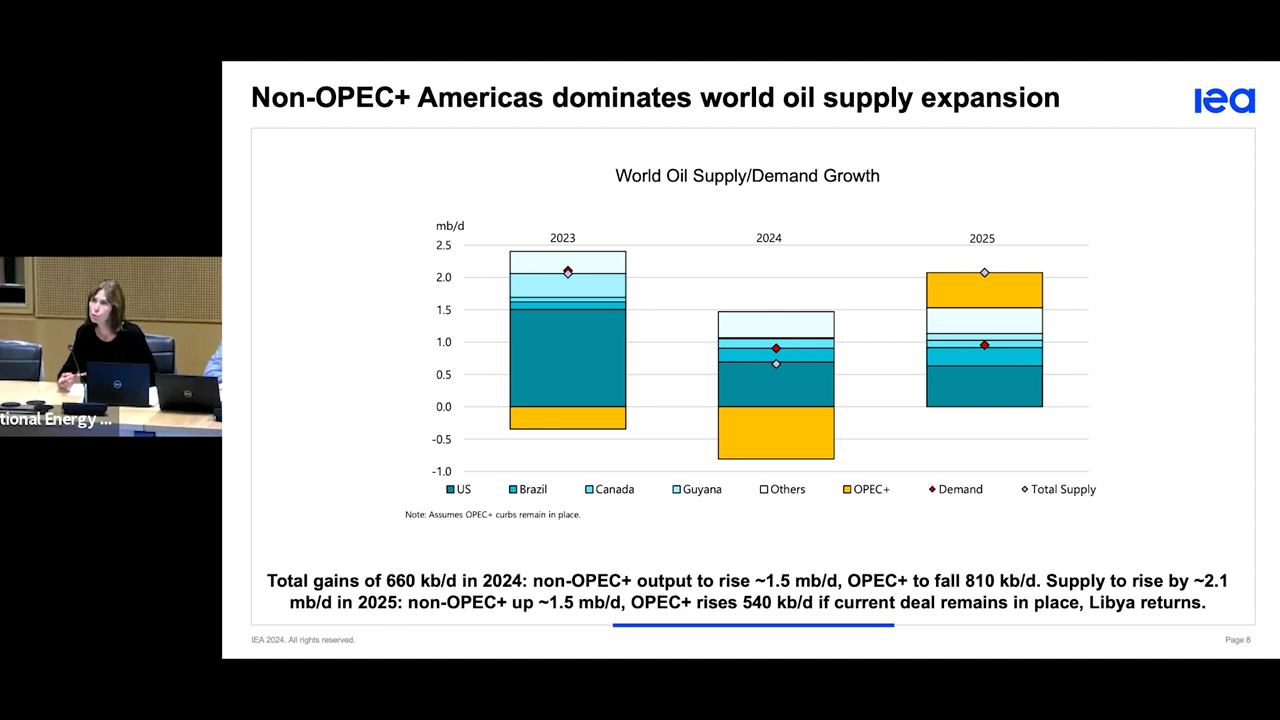 Non-OPEC+ Americas dominates world oil supply expansion
iea
World Oil Supply/Demand Growth
mb/d
2023
2024
2025
2.5
2.0
1.5
1.0
0.5
0.0
-0.5
-1.0
US
Brazil
Canada
Guyana
Others
OPEC+
Demand
Total Supply
Note: Assumes OPEC+ curbs remain in place.
tional Energy ...
Total gains of 660 kb/d in 2024: non-OPEC+ output to rise ~1.5 mb/d, OPEC+ to fall 810 kb/d. Supply to rise by ~2.1
mb/d in 2025: non-OPEC+ up ~1.5 mb/d, OPEC+ rises 540 kb/d if current deal remains in place, Libya returns.
IEA 2024. All rights reserved.
Page 8